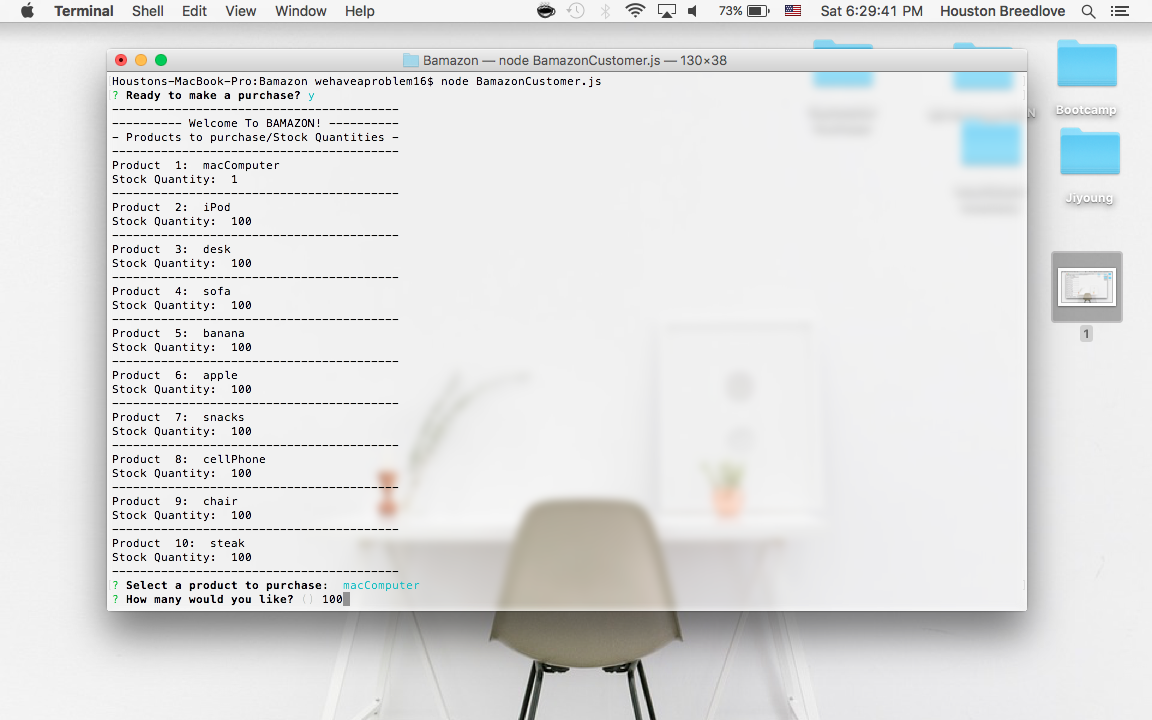 Terminal Shell Edit View Window Help 73% Sat 6:29:41 PM Houston Breedlove
Bamazon — node BamazonCustomer.js — 130×38
Houstons-MacBook-Pro:Bamazon wehaveaproblem16$ node BamazonCustomer.js
? Ready to make a purchase? y
-----------------------------------------
---------- Welcome To BAMAZON! ----------
- Products to purchase/Stock Quantities -
-----------------------------------------
Product  1:  macComputer
Stock Quantity:  1
-----------------------------------------
Product  2:  iPod
Stock Quantity:  100
-----------------------------------------
Product  3:  desk
Stock Quantity:  100
-----------------------------------------
Product  4:  sofa
Stock Quantity:  100
-----------------------------------------
Product  5:  banana
Stock Quantity:  100
-----------------------------------------
Product  6:  apple
Stock Quantity:  100
-----------------------------------------
Product  7:  snacks
Stock Quantity:  100
-----------------------------------------
Product  8:  cellPhone
Stock Quantity:  100
-----------------------------------------
Product  9:  chair
Stock Quantity:  100
-----------------------------------------
Product  10:  steak
Stock Quantity:  100
-----------------------------------------
? Select a product to purchase:  macComputer
? How many would you like? () 100
Bootcamp
Jiyoung
1